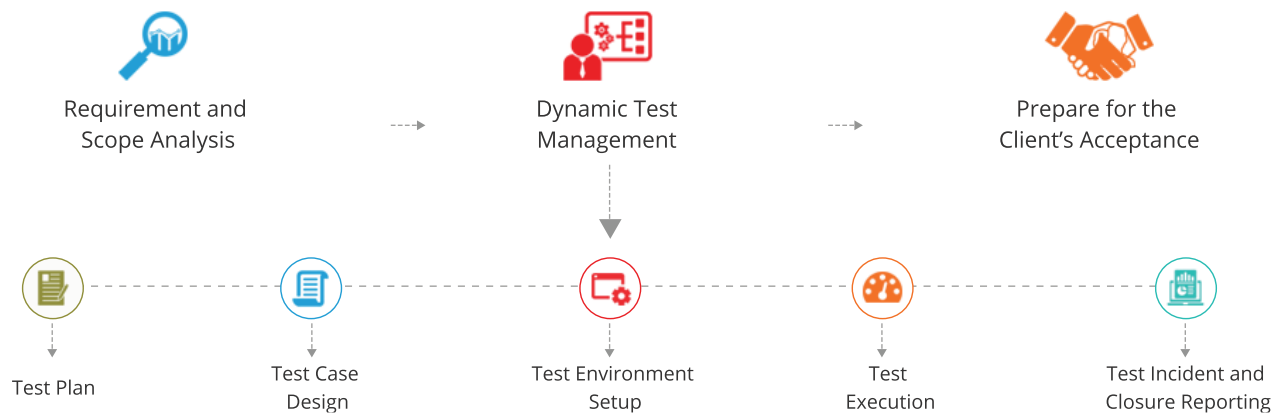 Requirement and
Scope Analysis
Dynamic Test
Management
Prepare for the
Client’s Acceptance
Test Plan
Test Case
Design
Test Environment
Setup
Test
Execution
Test Incident and
Closure Reporting